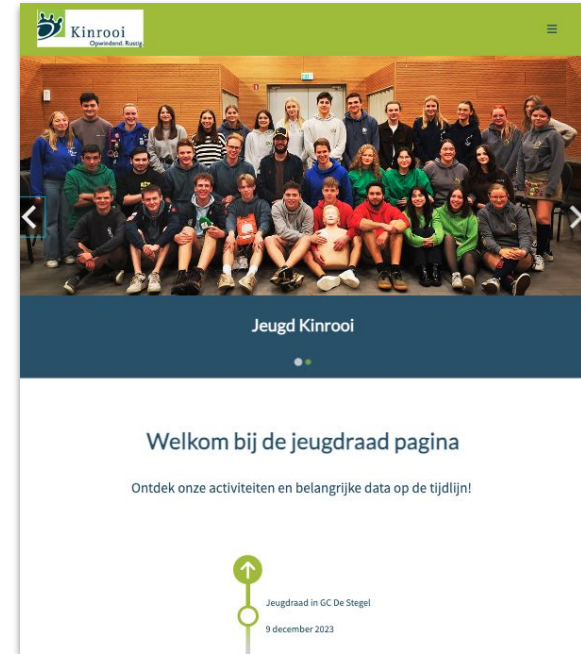 Kinrooi
Opwindend. Rustig.
Jeugd Kinrooi
Welkom bij de jeugdraad pagina
Ontdek onze activiteiten en belangrijke data op de tijdlijn!
Jeugdraad in GC De Stegel
9 december 2023